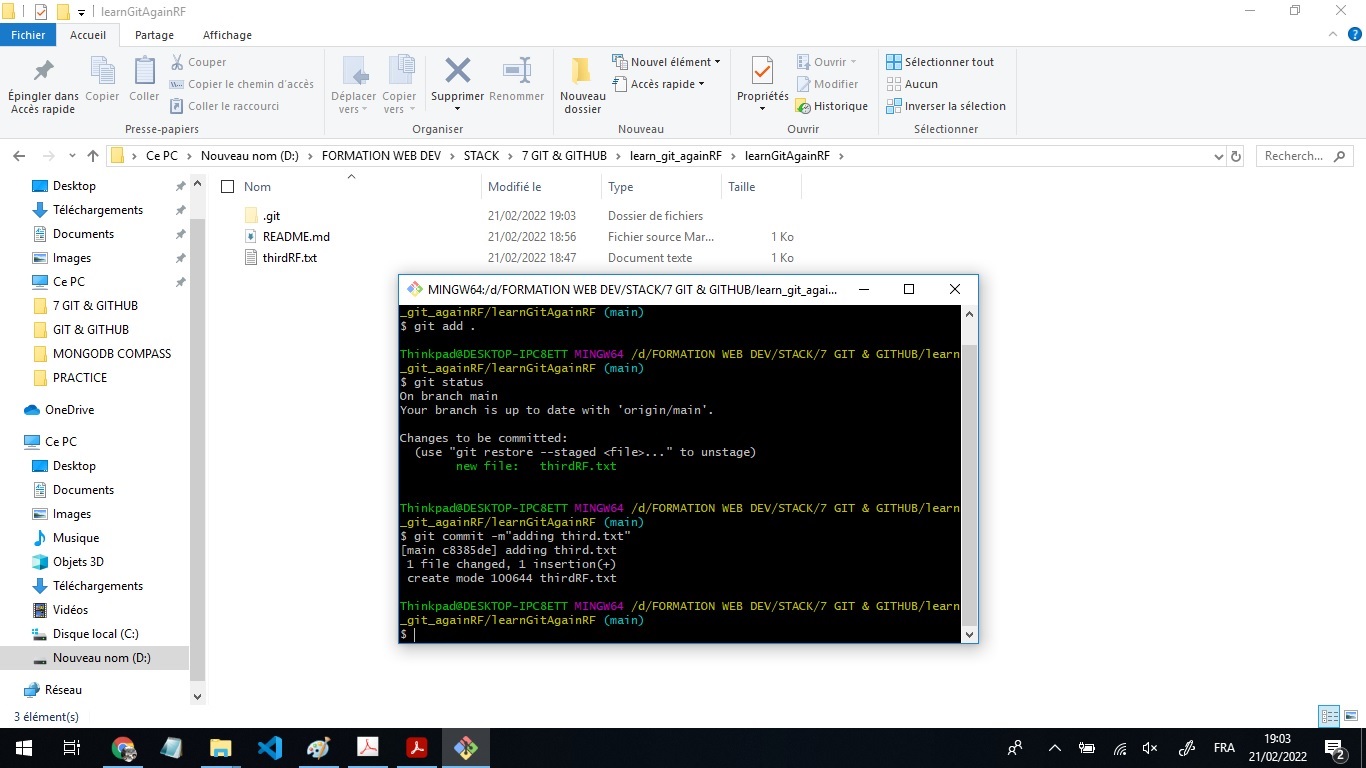 learnGitAgainRF
Fichier Accueil Partage Affichage
Épingler dans Accès rapide
Copier
Coller
Couper
Copier le chemin d'accès
Coller le raccourci
Presse-papiers
Déplacer vers
Copier vers
Supprimer
Renommer
Organiser
Nouveau dossier
Nouvel élément
Accès rapide
Nouveau
Propriétés
Ouvrir
Modifier
Historique
Ouvrir
Sélectionner tout
Aucun
Inverser la sélection
Sélectionner
Ce PC > Nouveau nom (D:) > FORMATION WEB DEV > STACK > 7 GIT & GITHUB > learn_git_againRF > learnGitAgainRF >
Recherch...
Desktop
Téléchargements
Documents
Images
Ce PC
7 GIT & GITHUB
GIT & GITHUB
MONGODB COMPASS
PRACTICE
OneDrive
Ce PC
Desktop
Documents
Images
Musique
Objets 3D
Téléchargements
Vidéos
Disque local (C:)
Nouveau nom (D:)
Réseau
3 élément(s)
Nom Modifié le Type Taille
.git 21/02/2022 19:03 Dossier de fichiers
README.md 21/02/2022 18:56 Fichier source Mar... 1 Ko
thirdRF.txt 21/02/2022 18:47 Document texte 1 Ko
MINGW64:/d/FORMATION WEB DEV/STACK/7 GIT & GITHUB/learn_git_agai...
_git_againRF/learnGitAgainRF (main)
$ git add .
Thinkpad@DESKTOP-IPC8ETT MINGW64 /d/FORMATION WEB DEV/STACK/7 GIT & GITHUB/learn
_git_againRF/learnGitAgainRF (main)
$ git status
On branch main
Your branch is up to date with 'origin/main'.
Changes to be committed:
(use "git restore --staged <file>..." to unstage)
new file: thirdRF.txt
Thinkpad@DESKTOP-IPC8ETT MINGW64 /d/FORMATION WEB DEV/STACK/7 GIT & GITHUB/learn
_git_againRF/learnGitAgainRF (main)
$ git commit -m"adding third.txt"
[main c8385de] adding third.txt
1 file changed, 1 insertion(+)
create mode 100644 thirdRF.txt
Thinkpad@DESKTOP-IPC8ETT MINGW64 /d/FORMATION WEB DEV/STACK/7 GIT & GITHUB/learn
_git_againRF/learnGitAgainRF (main)
$
FRA
19:03
21/02/2022
2